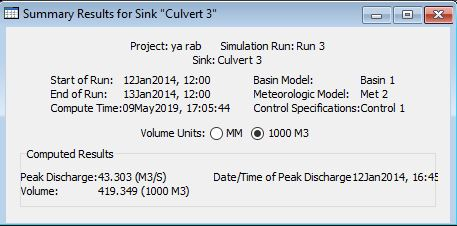 Summary Results for Sink "Culvert 3"
Project: ya rab Simulation Run: Run 3
Sink: Culvert 3
Start of Run: 12Jan2014, 12:00 Basin Model: Basin 1
End of Run: 13Jan2014, 12:00 Meteorologic Model: Met 2
Compute Time:09May2019, 17:05:44 Control Specifications:Control 1
Volume Units: MM 1000 M3
Computed Results
Peak Discharge:43.303 (M3/S) Date/Time of Peak Discharge12Jan2014, 16:45
Volume: 419.349 (1000 M3)